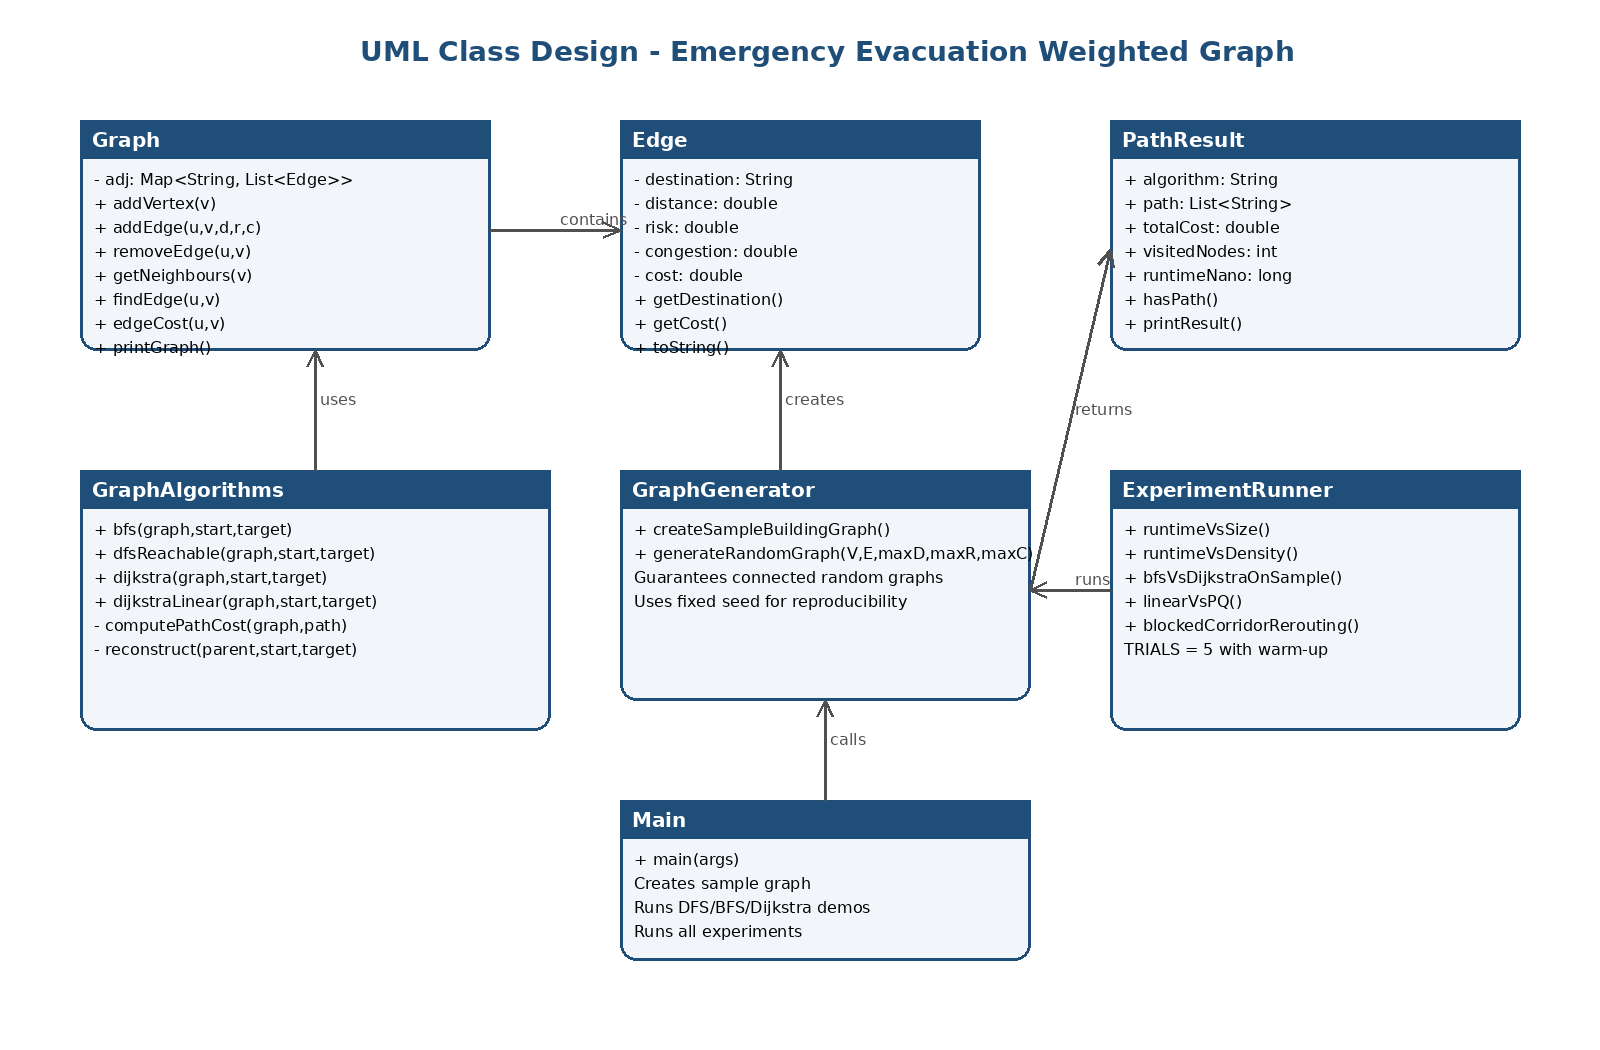 UML Class Design - Emergency Evacuation Weighted Graph
Graph
- adj: Map<String, List<Edge>>
+ addVertex(v)
+ addEdge(u,v,d,r,c)
+ removeEdge(u,v)
+ getNeighbours(v)
+ findEdge(u,v)
+ edgeCost(u,v)
+ printGraph()
contains
Edge
- destination: String
- distance: double
- risk: double
- congestion: double
- cost: double
+ getDestination()
+ getCost()
+ toString()
PathResult
+ algorithm: String
+ path: List<String>
+ totalCost: double
+ visitedNodes: int
+ runtimeNano: long
+ hasPath()
+ printResult()
uses
creates
returns
GraphAlgorithms
+ bfs(graph,start,target)
+ dfsReachable(graph,start,target)
+ dijkstra(graph,start,target)
+ dijkstraLinear(graph,start,target)
- computePathCost(graph,path)
- reconstruct(parent,start,target)
GraphGenerator
+ createSampleBuildingGraph()
+ generateRandomGraph(V,E,maxD,maxR,maxC)
Guarantees connected random graphs
Uses fixed seed for reproducibility
runs
ExperimentRunner
+ runtimeVsSize()
+ runtimeVsDensity()
+ bfsVsDijkstraOnSample()
+ linearVsPQ()
+ blockedCorridorRerouting()
TRIALS = 5 with warm-up
calls
Main
+ main(args)
Creates sample graph
Runs DFS/BFS/Dijkstra demos
Runs all experiments